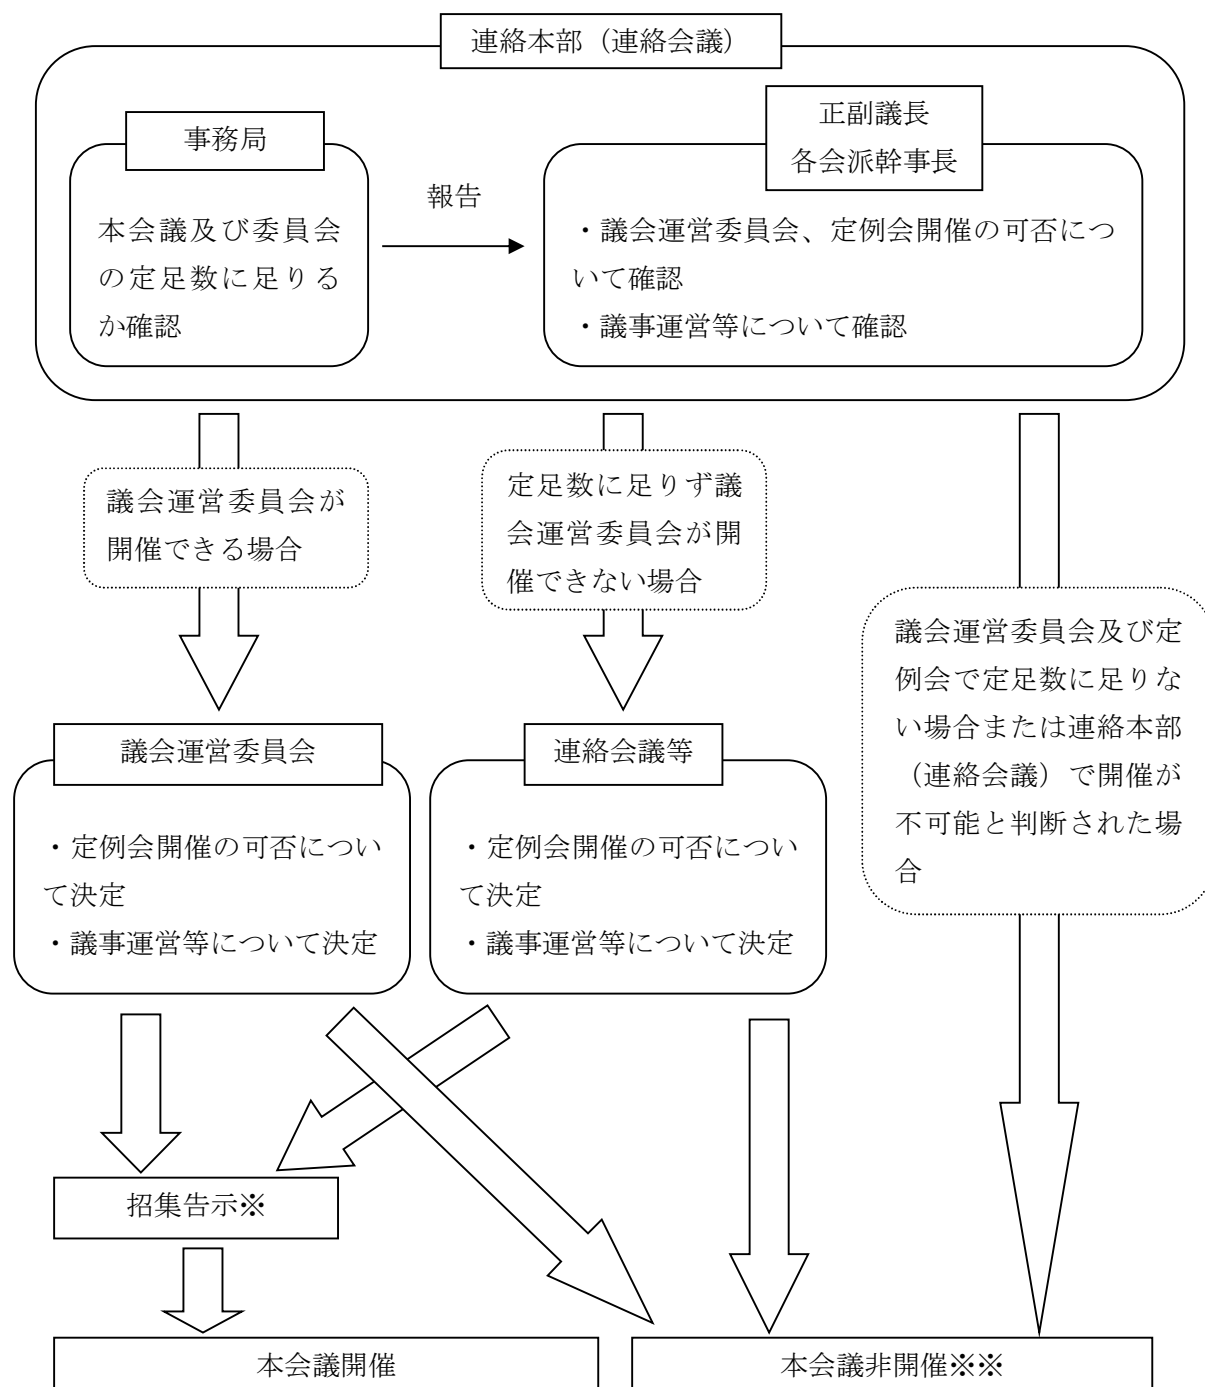 連絡本部（連絡会議）
事務局
本会議及び委員会
の定足数に足りる
か確認
報告
正副議長
各会派幹事長
・議会運営委員会、定例会開催の可否につ
いて確認
・議事運営等について確認
議会運営委員会が
開催できる場合
定足数に足りず議
会運営委員会が開
催できない場合
議会運営委員会及び定
例会で定足数に足りな
い場合または連絡本部
（連絡会議）で開催が
不可能と判断された場
合
議会運営委員会
・定例会開催の可否につい
て決定
・議事運営等について決定
連絡会議等
・定例会開催の可否につい
て決定
・議事運営等について決定
招集告示※
本会議開催
本会議非開催※※